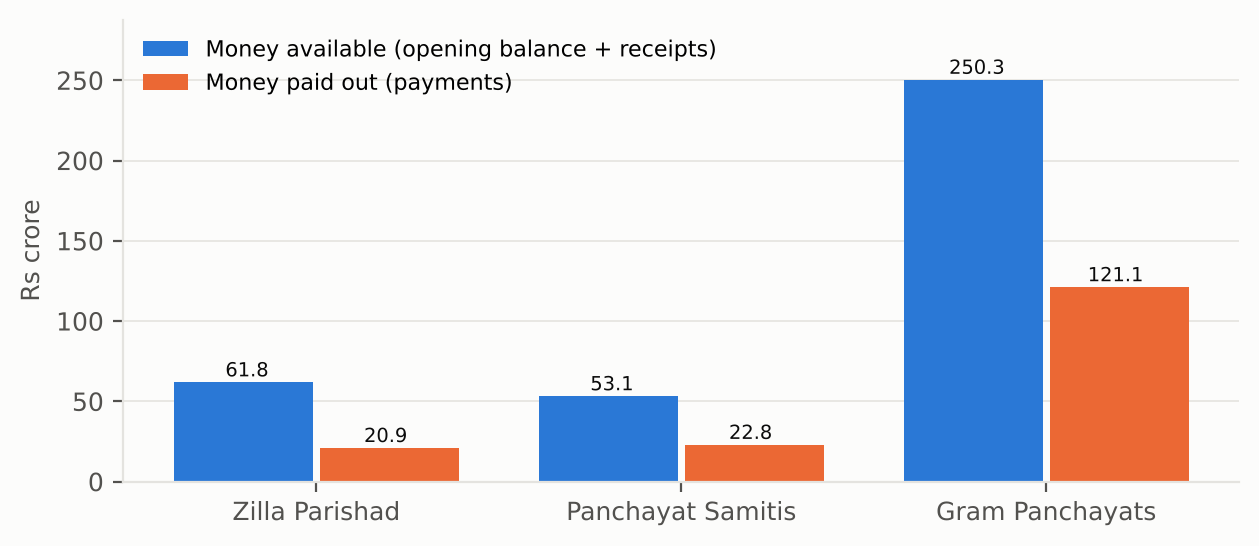 Money available (opening balance + receipts)
Money paid out (payments)
Rs crore
250
200
150
100
50
0
61.8
20.9
53.1
22.8
250.3
121.1
Zilla Parishad
Panchayat Samitis
Gram Panchayats